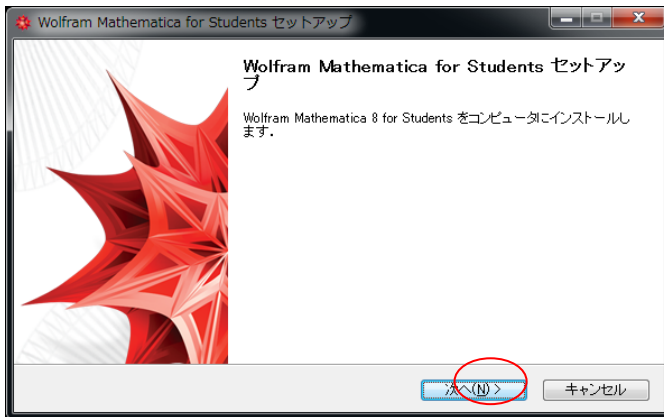 Wolfram Mathematica for Students セットアップ
Wolfram Mathematica for Students セットアッ
プ
Wolfram Mathematica 8 for Students をコンピュータにインストールし
ます.
次へ(N) >
キャンセル